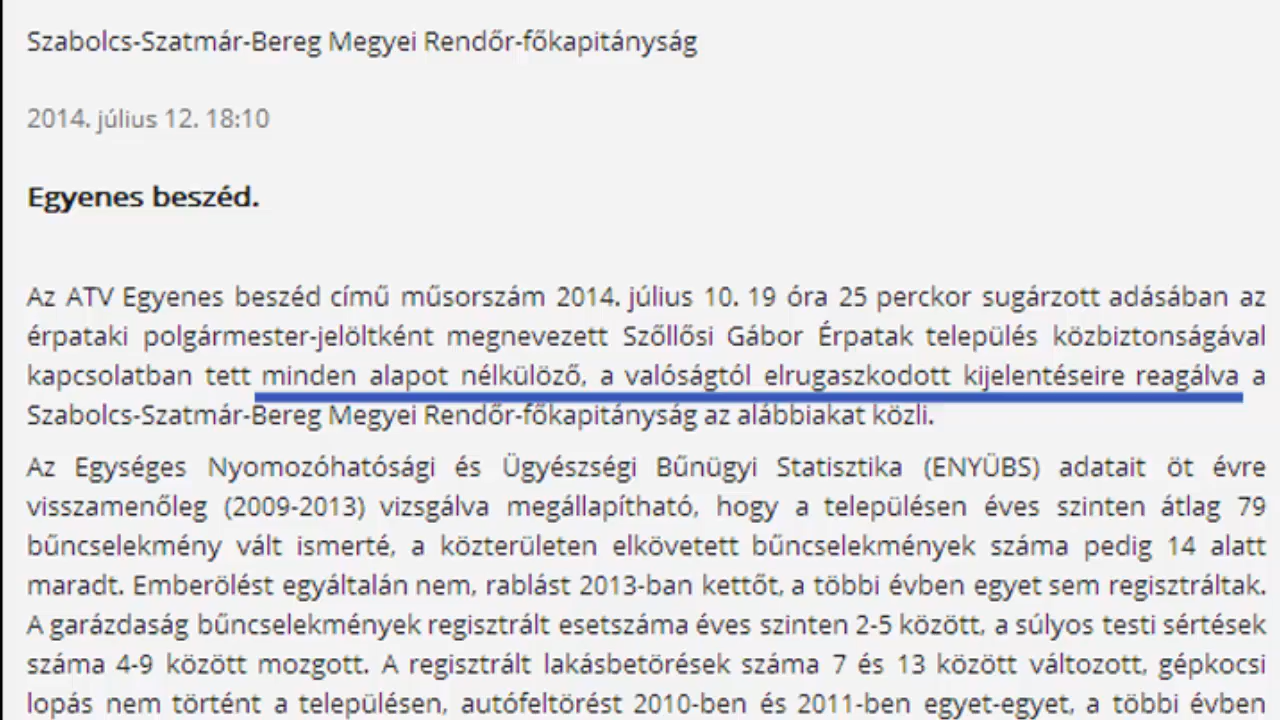 Szabolcs-Szatmár-Bereg Megyei Rendőr-főkapitányság
2014. július 12. 18:10
Egyenes beszéd.
Az ATV Egyenes beszéd című műsorszám 2014. július 10. 19 óra 25 perckor sugárzott adásában az
érpataki polgármester-jelöltként megnevezett Szőllősi Gábor Érpatak település közbiztonságával
kapcsolatban tett minden alapot nélkülöző, a valóságtól elrugaszkodott kijelentéseire reagálva a
Szabolcs-Szatmár-Bereg Megyei Rendőr-főkapitányság az alábbiakat közli.
Az Egységes Nyomozóhatósági és Ügyészségi Bűnügyi Statisztika (ENYÜBS) adatait öt évre
visszamenőleg (2009-2013) vizsgálva megállapítható, hogy a településen éves szinten átlag 79
bűncselekmény vált ismerté, a közterületen elkövetett bűncselekmények száma pedig 14 alatt
maradt. Emberölést egyáltalán nem, rablást 2013-ban kettőt, a többi évben egyet sem regisztráltak.
A garázdaság bűncselekmények regisztrált esetszáma éves szinten 2-5 között, a súlyos testi sértések
száma 4-9 között mozgott. A regisztrált lakásbetörések száma 7 és 13 között változott, gépkocsi
lopás nem történt a településen, autófeltörést 2010-ben és 2011-ben egyet-egyet, a többi évben